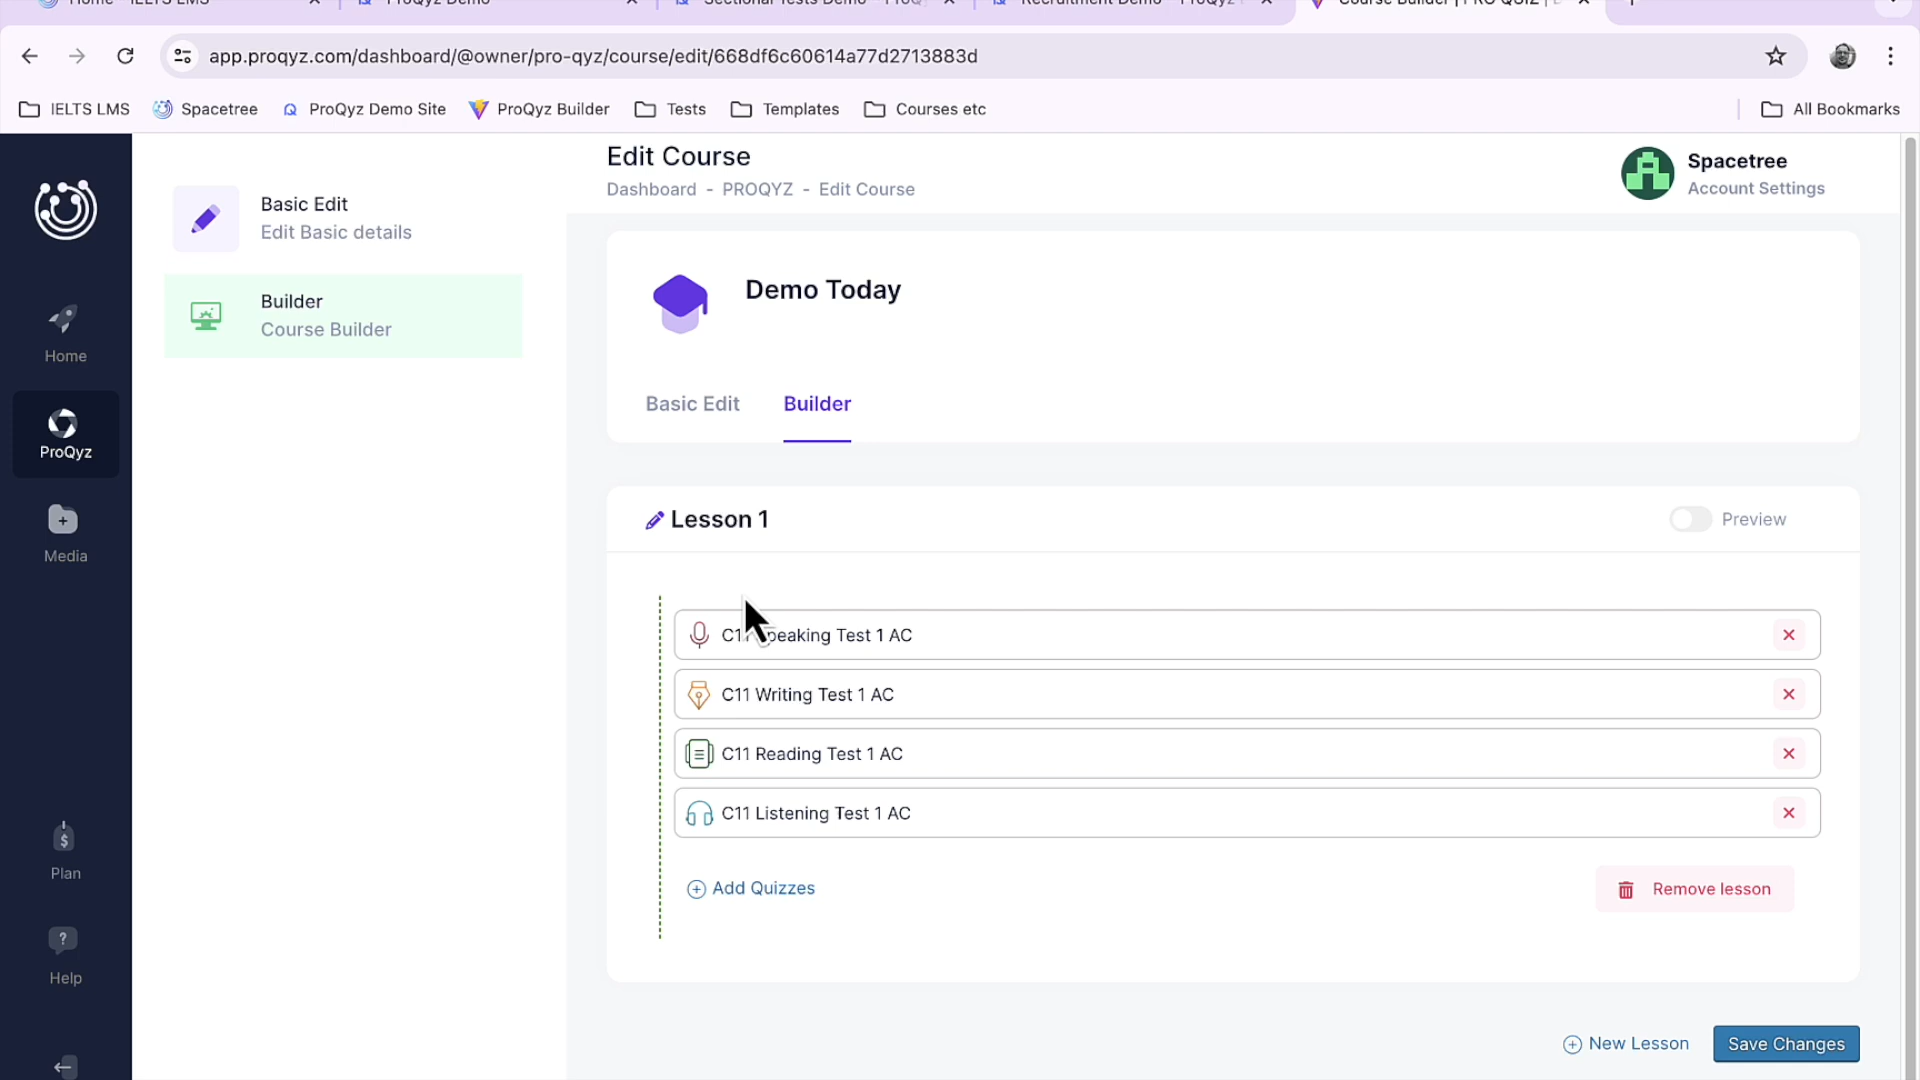 Home - IELTS LMS
ProQyz Demo
Sectional Tests Demo - ProQ
Recruitment Demo - ProQyz
Course Builder | PRO QUIZ |
app.proqyz.com/dashboard/@owner/pro-qyz/course/edit/668df6c60614a77d2713883d
IELTS LMS
Spacetree
ProQyz Demo Site
ProQyz Builder
Tests
Templates
Courses etc
All Bookmarks
Home
ProQyz
Media
Plan
Help
Basic Edit
Edit Basic details
Builder
Course Builder
Edit Course
Dashboard - PROQYZ - Edit Course
Spacetree
Account Settings
Demo Today
Basic Edit
Builder
Lesson 1
Preview
C11 Speaking Test 1 AC
C11 Writing Test 1 AC
C11 Reading Test 1 AC
C11 Listening Test 1 AC
Add Quizzes
Remove lesson
New Lesson
Save Changes